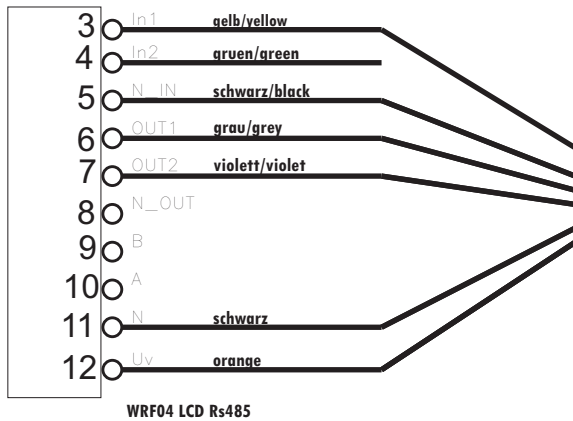 3 In1 gelb/yellow
4 In2 gruen/green
5 N_IN schwarz/black
6 OUT1 grau/grey
7 OUT2 violett/violet
8 N_OUT
9 B
10 A
11 N schwarz
12 Uv orange
WRF04 LCD Rs485